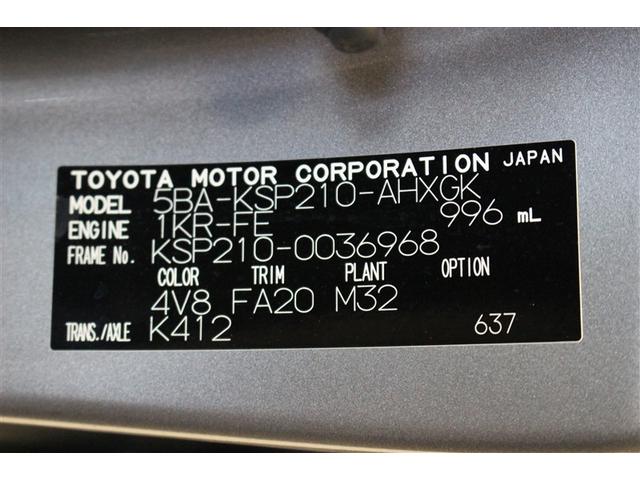 TOYOTA MOTOR CORPORATION JAPAN
MODEL 5BA-KSP210-AHXGK
ENGINE 1KR-FE 996 mL
FRAME No. KSP210-0036968
COLOR TRIM PLANT OPTION
4V8 FA20 M32
TRANS./AXLE K412 637